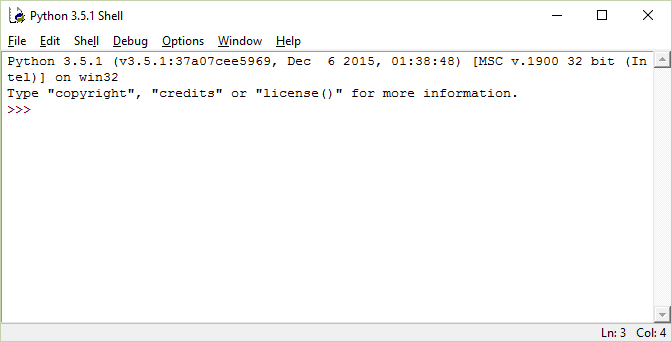 Python 3.5.1 Shell
File Edit Shell Debug Options Window Help
Python 3.5.1 (v3.5.1:37a07cee5969, Dec  6 2015, 01:38:48) [MSC v.1900 32 bit (In
tel)] on win32
Type "copyright", "credits" or "license()" for more information.
>>>
Ln: 3 Col: 4